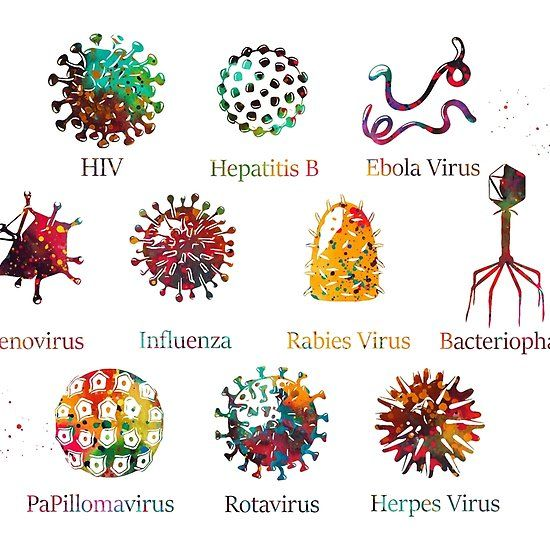 HIV
Hepatitis B
Ebola Virus
enovirus
Influenza
Rabies Virus
Bacteriopha
PaPillomavirus
Rotavirus
Herpes Virus